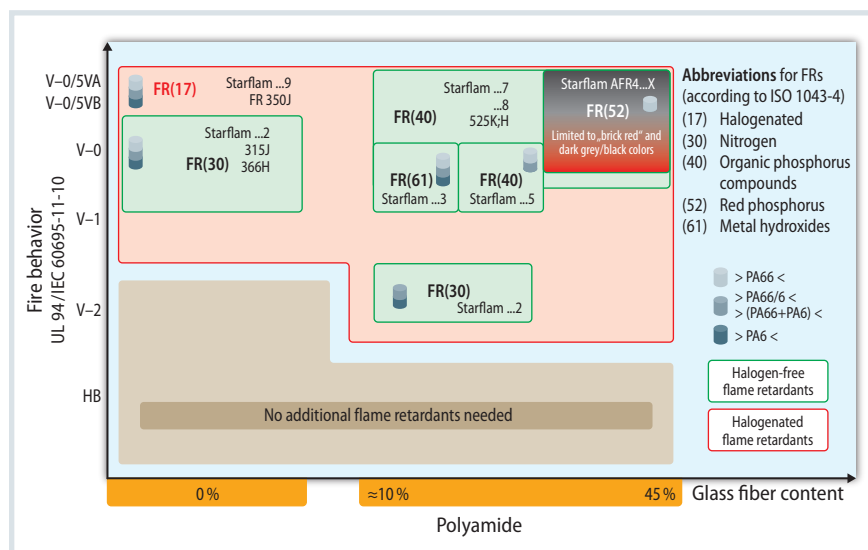 V–0/5VA
V–0/5VB
V–0
V–1
V–2
HB
Fire behavior
UL 94/IEC 60695-11-10
FR(17)
Starflam ...9
FR 350J
Starflam ...2
315J
FR(30)
366H
Starflam ...7
...8
FR(40)
525K;H
Starflam AFR4...X
FR(52)
Limited to „brick red“ and
dark grey/black colors
FR(61)
Starflam ...3
FR(40)
Starflam ...5
FR(30)
Starflam ...2
No additional flame retardants needed
Abbreviations for FRs
(according to ISO 1043-4)
(17) Halogenated
(30) Nitrogen
(40) Organic phosphorus
compounds
(52) Red phosphorus
(61) Metal hydroxides
> PA66 <
> PA66/6 <
> (PA66+PA6) <
> PA6 <
Halogen-free
flame retardants
Halogenated
flame retardants
0 %
≈10 %
45 %
Glass fiber content
Polyamide